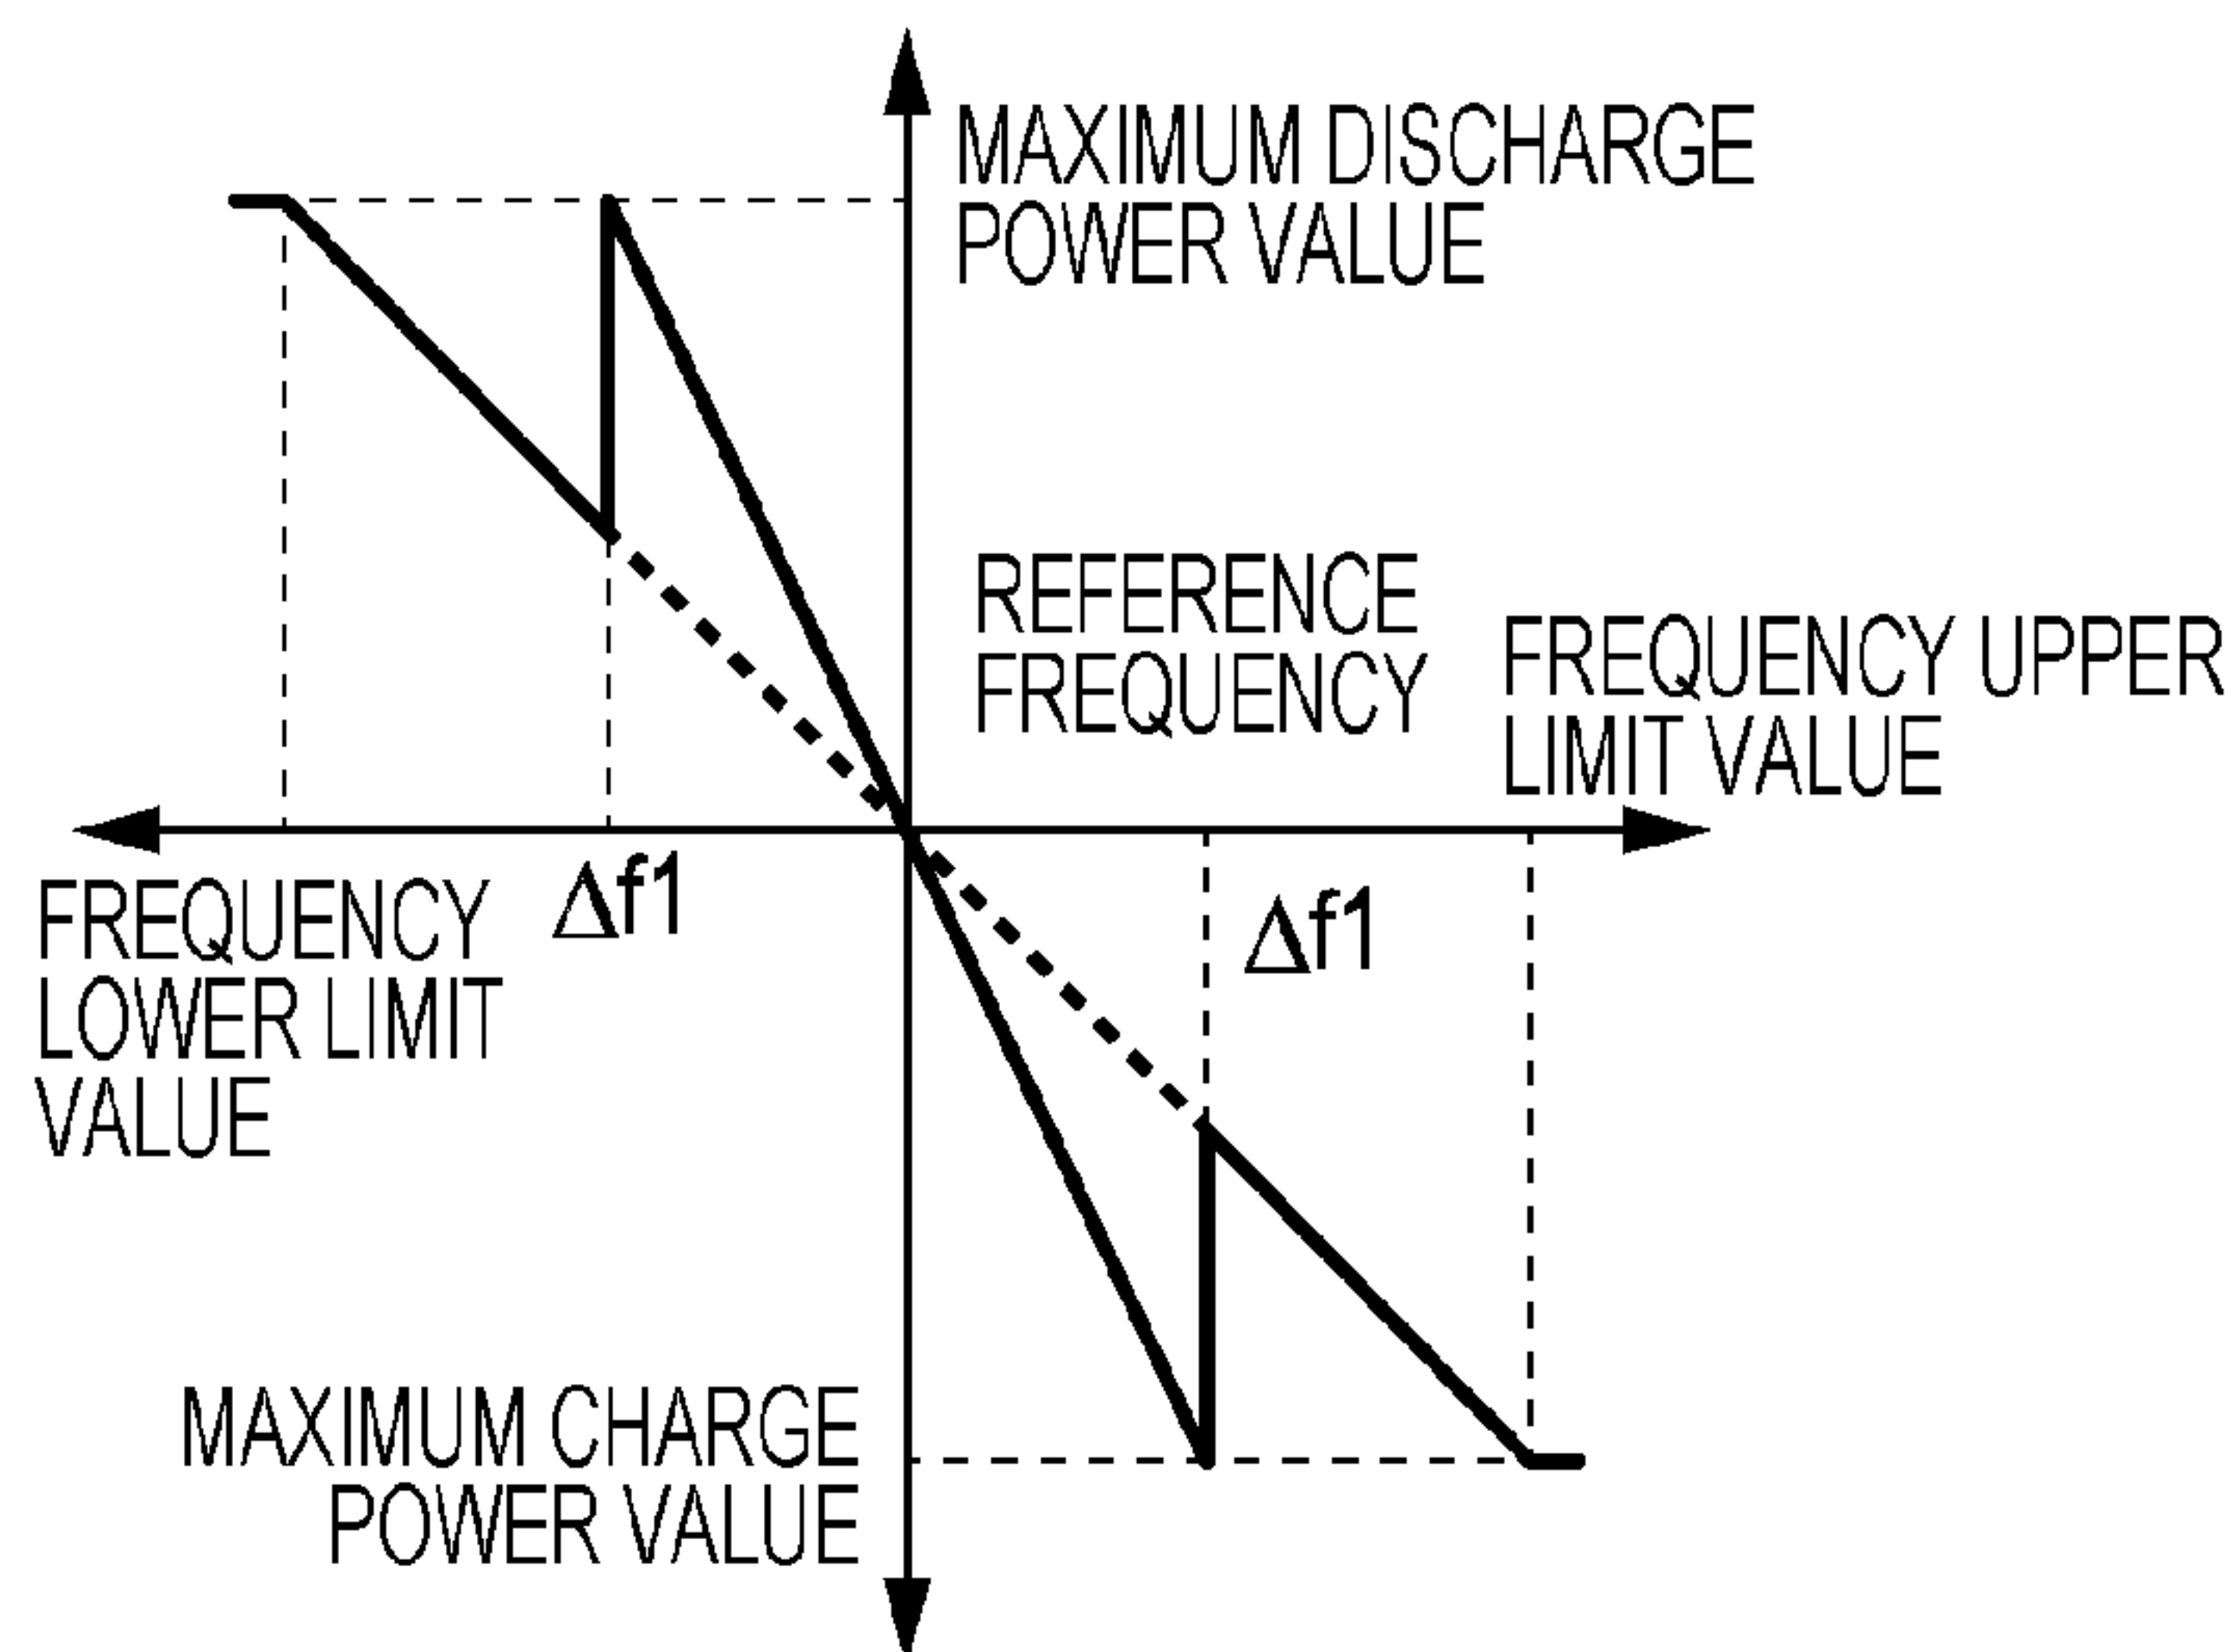 MAXIMUM DISCHARGE
POWER VALUE
REFERENCE
FREQUENCY
FREQUENCY UPPER
LIMIT VALUE
FREQUENCY
LOWER LIMIT
VALUE
Δf1
Δf1
MAXIMUM CHARGE
POWER VALUE